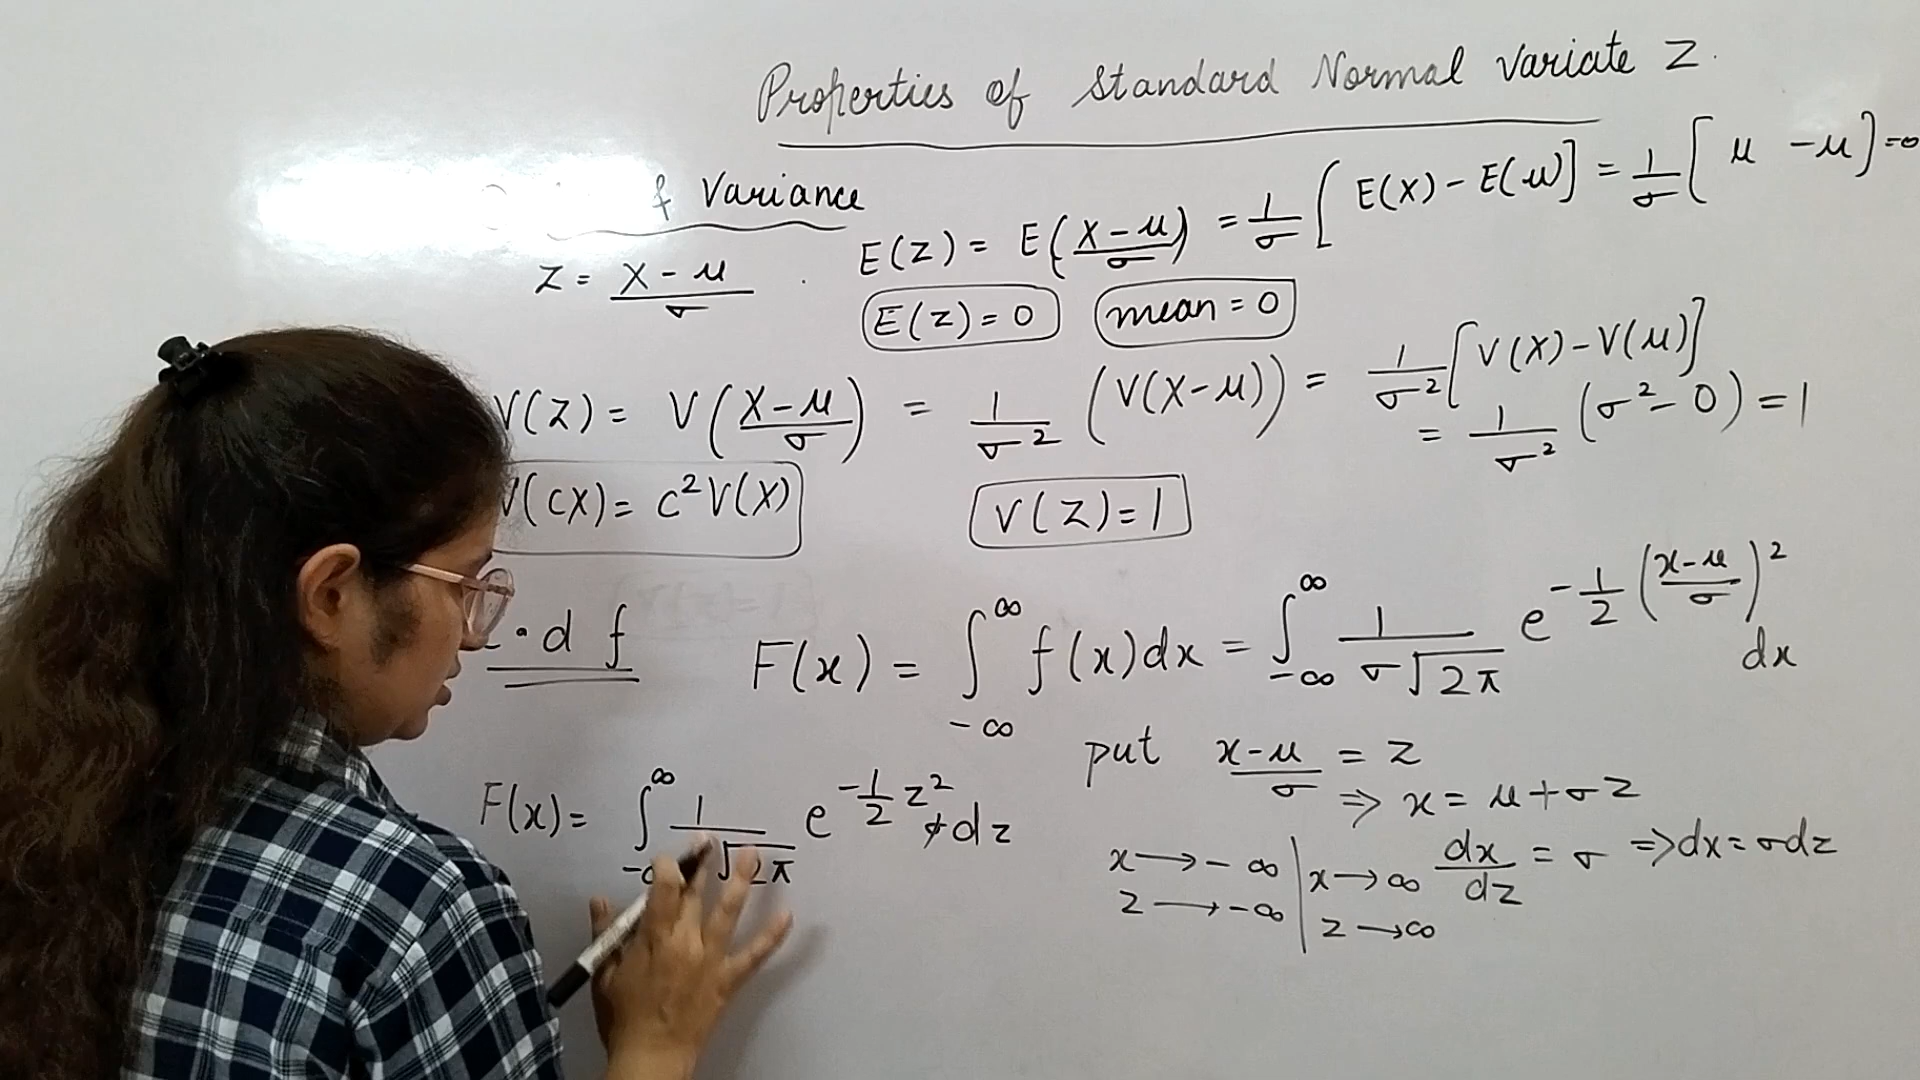 Properties of Standard Normal Variate Z.
f Variance
Z = X - μ / σ . E(Z) = E(X - μ / σ) = 1/σ [E(X) - E(μ)] = 1/σ [μ - μ] = 0
E(Z) = 0 mean = 0
V(Z) = V(X - μ / σ) = 1/σ² (V(X - μ)) = 1/σ² [V(X) - V(μ)]
= 1/σ² (σ² - 0) = 1
V(CX) = C² V(X) V(Z) = 1
. d f F(x) = ∫_{-∞}^{∞} f(x) dx = ∫_{-∞}^{∞} 1/σ√2π e^{-1/2 (x - μ / σ)²} dx
put x - μ / σ = z
⇒ x = μ + σz
F(x) = ∫^{∞} 1/√2π e^{-1/2 z²} dz
x → -∞ | x → ∞ dx/dz = σ ⇒ dx = σdz
z → -∞ | z → ∞